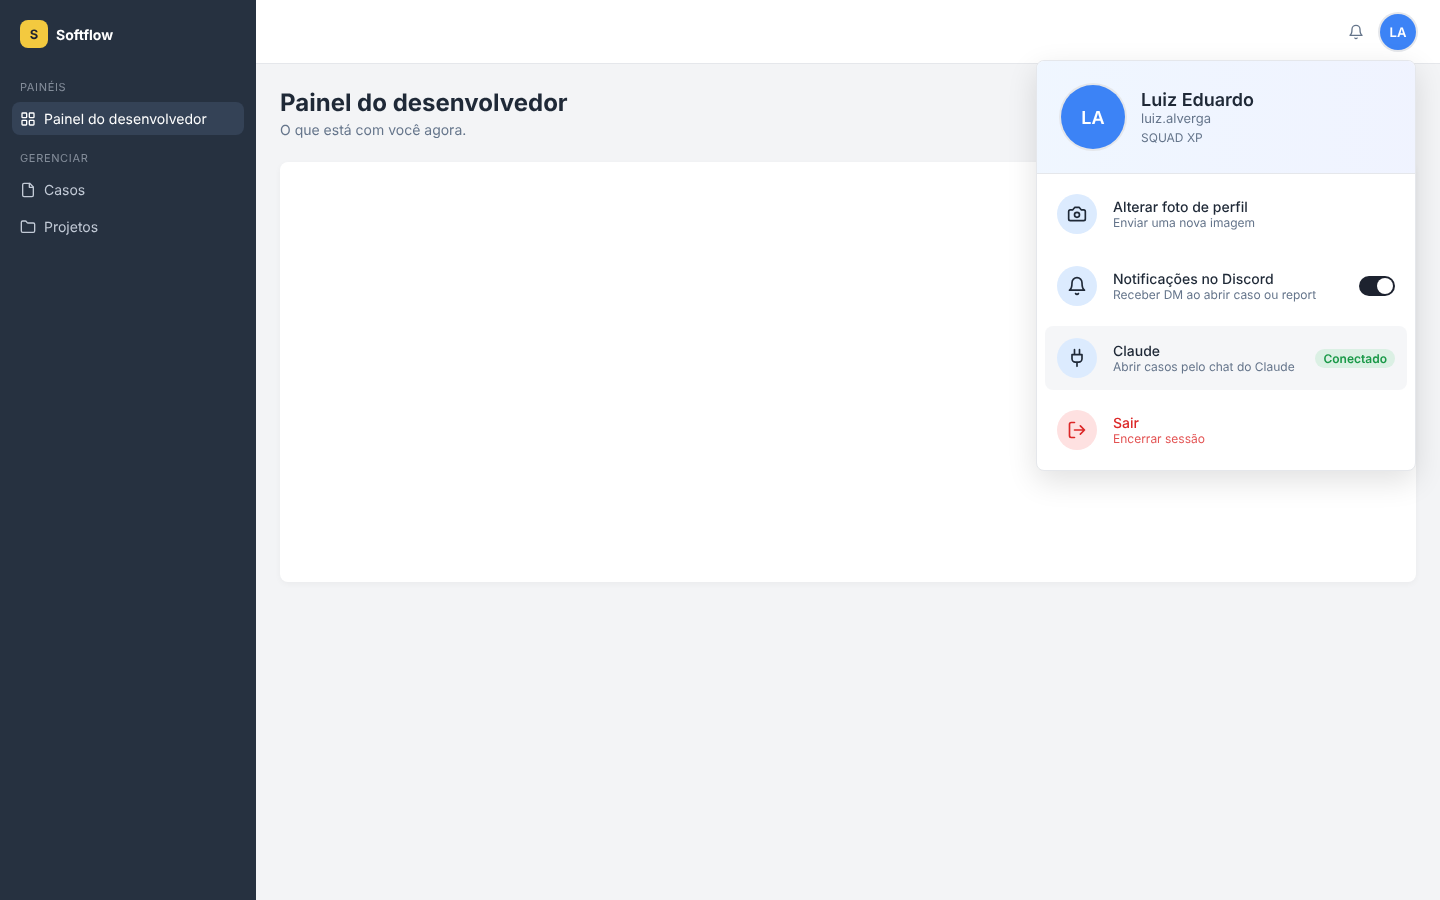 S Softflow
PAINÉIS
Painel do desenvolvedor
GERENCIAR
Casos
Projetos
LA
Painel do desenvolvedor
O que está com você agora.
LA
Luiz Eduardo
luiz.alverga
SQUAD XP
Alterar foto de perfil
Enviar uma nova imagem
Notificações no Discord
Receber DM ao abrir caso ou report
Claude
Abrir casos pelo chat do Claude
Conectado
Sair
Encerrar sessão